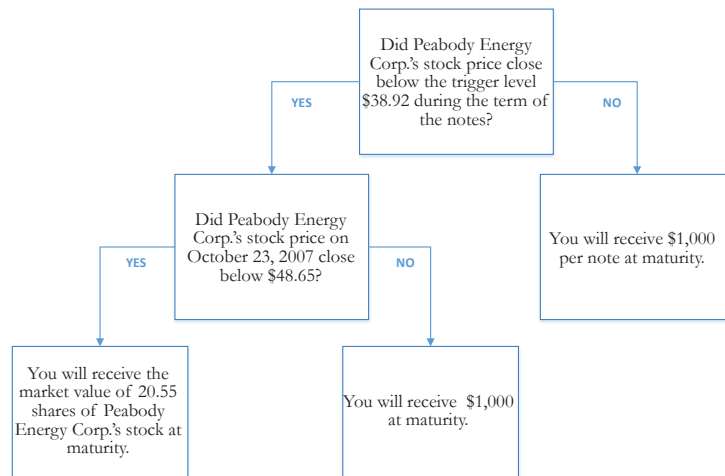 Did Peabody Energy
Corp.'s stock price close
below the trigger level
$38.92 during the term of
the notes?
YES
NO
Did Peabody Energy
Corp.'s stock price on
October 23, 2007 close
below $48.65?
You will receive $1,000
per note at maturity.
YES
NO
You will receive the
market value of 20.55
shares of Peabody
Energy Corp.'s stock at
maturity.
You will receive $1,000
at maturity.